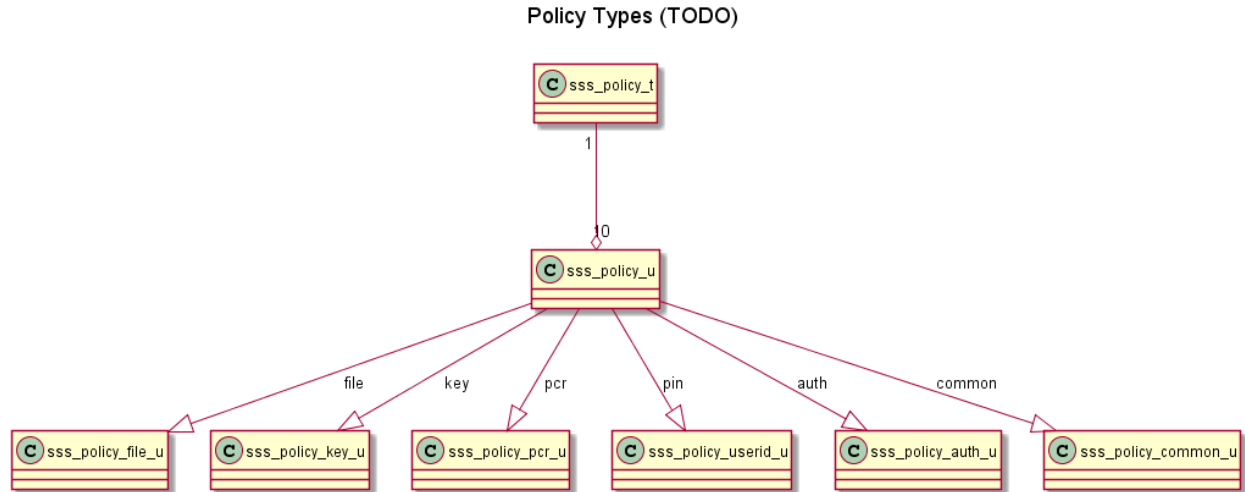 Policy Types (TODO)
C sss_policy_t
1
10
C sss_policy_u
file key pcr pin auth common
C sss_policy_file_u C sss_policy_key_u C sss_policy_pcr_u C sss_policy_userid_u C sss_policy_auth_u C sss_policy_common_u